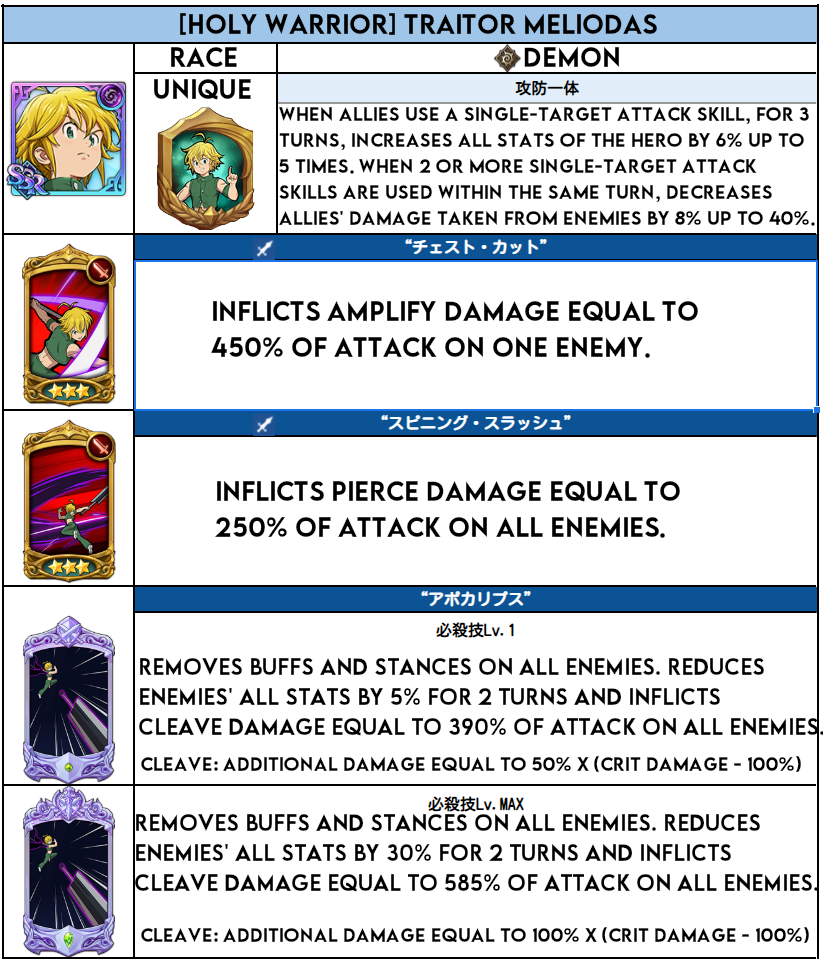 [HOLY WARRIOR] TRAITOR MELIODAS
RACE
DEMON
UNIQUE
攻防一体
WHEN ALLIES USE A SINGLE-TARGET ATTACK SKILL, FOR 3
TURNS, INCREASES ALL STATS OF THE HERO BY 6% UP TO
5 TIMES. WHEN 2 OR MORE SINGLE-TARGET ATTACK
SKILLS ARE USED WITHIN THE SAME TURN, DECREASES
ALLIES' DAMAGE TAKEN FROM ENEMIES BY 8% UP TO 40%.
SSR
“チェスト・カット”
INFLICTS AMPLIFY DAMAGE EQUAL TO
450% OF ATTACK ON ONE ENEMY.
“スピニング・スラッシュ”
INFLICTS PIERCE DAMAGE EQUAL TO
250% OF ATTACK ON ALL ENEMIES.
“アポカリプス”
必殺技Lv. 1
REMOVES BUFFS AND STANCES ON ALL ENEMIES. REDUCES
ENEMIES' ALL STATS BY 5% FOR 2 TURNS AND INFLICTS
CLEAVE DAMAGE EQUAL TO 390% OF ATTACK ON ALL ENEMIES.
CLEAVE: ADDITIONAL DAMAGE EQUAL TO 50% X (CRIT DAMAGE - 100%)
必殺技Lv. MAX
REMOVES BUFFS AND STANCES ON ALL ENEMIES. REDUCES
ENEMIES' ALL STATS BY 30% FOR 2 TURNS AND INFLICTS
CLEAVE DAMAGE EQUAL TO 585% OF ATTACK ON ALL ENEMIES.
CLEAVE: ADDITIONAL DAMAGE EQUAL TO 100% X (CRIT DAMAGE - 100%)